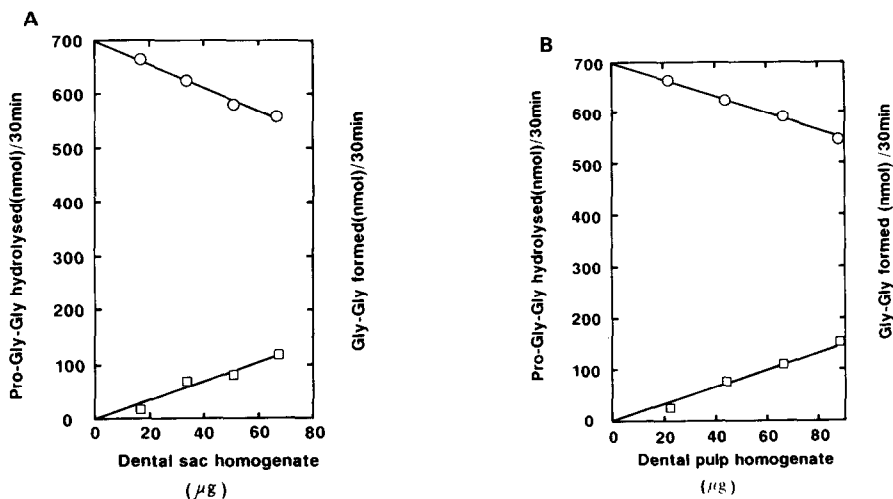 A
700
600
500
400
300
200
100
0
0 20 40 60 80
Pro-Gly-Gly hydrolysed(nmol)/30min
Gly-Gly formed(nmol)/30min
Dental sac homogenate
(μg)
B
700
600
500
400
300
200
100
0
0 20 40 60 80
Pro-Gly-Gly hydrolysed(nmol)/30min
Gly-Gly formed (nmol) /30min
Dental pulp homogenate
(μg)